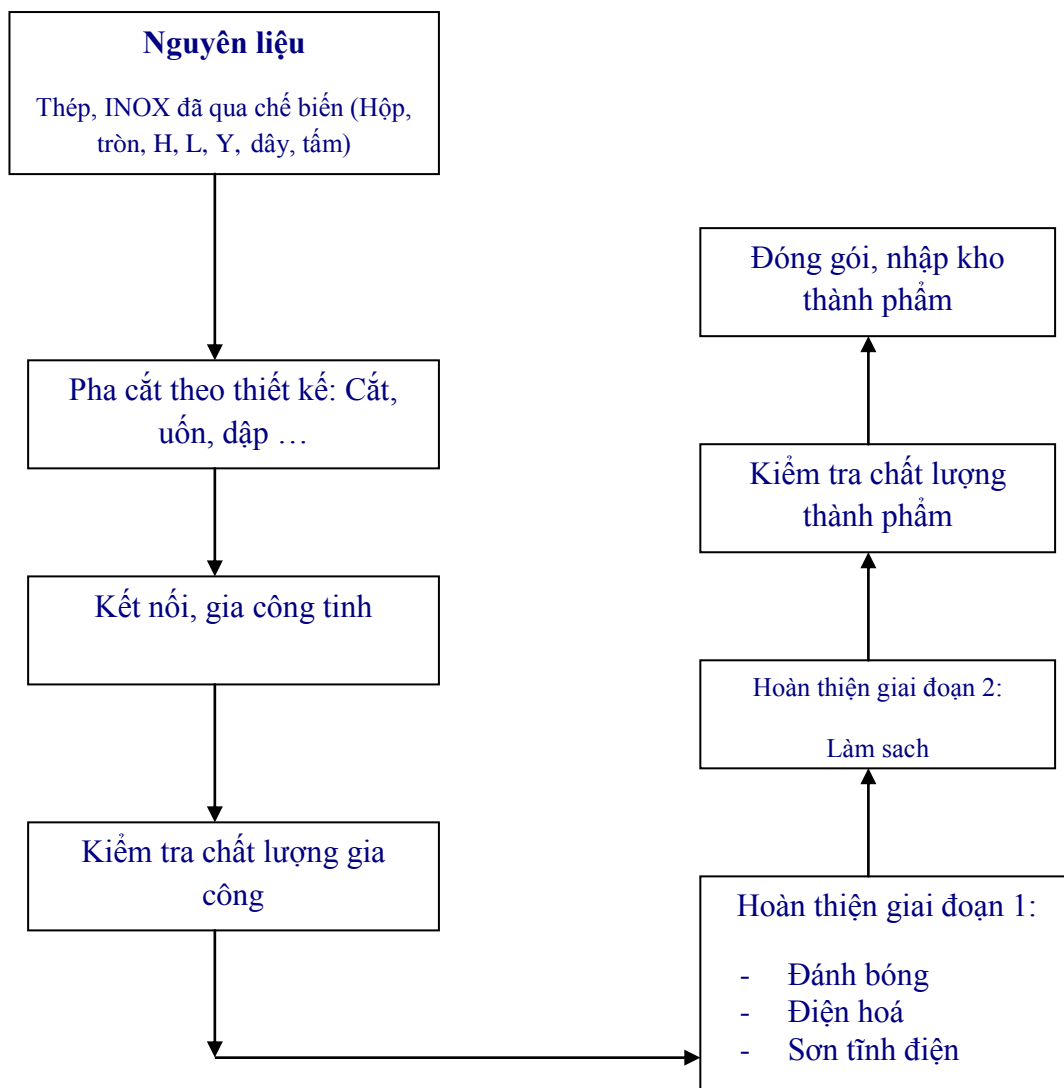 Nguyên liệu
Thép, INOX đã qua chế biến (Hộp,
tròn, H, L, Y, dây, tấm)
Pha cắt theo thiết kế: Cắt,
uốn, dập …
Kết nối, gia công tinh
Kiểm tra chất lượng gia
công
Hoàn thiện giai đoạn 1:
- Đánh bóng
- Điện hoá
- Sơn tĩnh điện
Hoàn thiện giai đoạn 2:
Làm sach
Kiểm tra chất lượng
thành phẩm
Đóng gói, nhập kho
thành phẩm